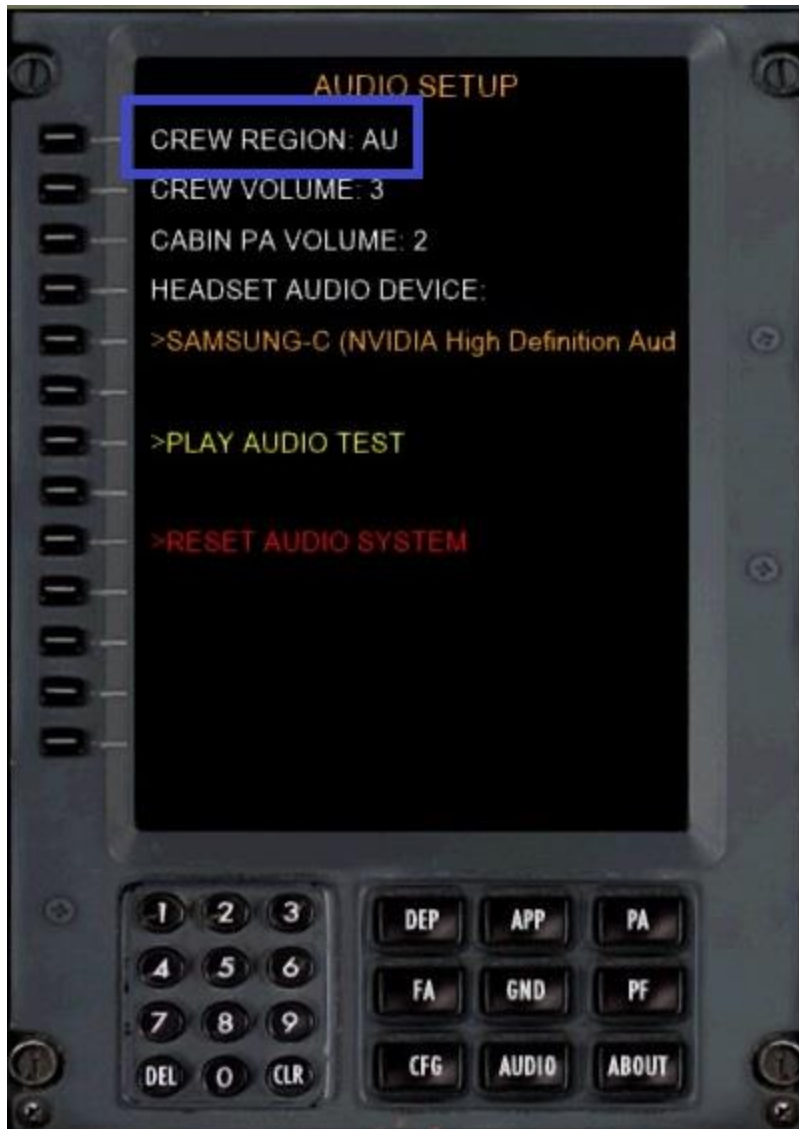 AUDIO SETUP
CREW REGION: AU
CREW VOLUME: 3
CABIN PA VOLUME: 2
HEADSET AUDIO DEVICE:
>SAMSUNG-C (NVIDIA High Definition Aud
>PLAY AUDIO TEST
>RESET AUDIO SYSTEM
1 2 3 DEP APP PA
4 5 6 FA GND PF
7 8 9
DEL 0 CLR CFG AUDIO ABOUT